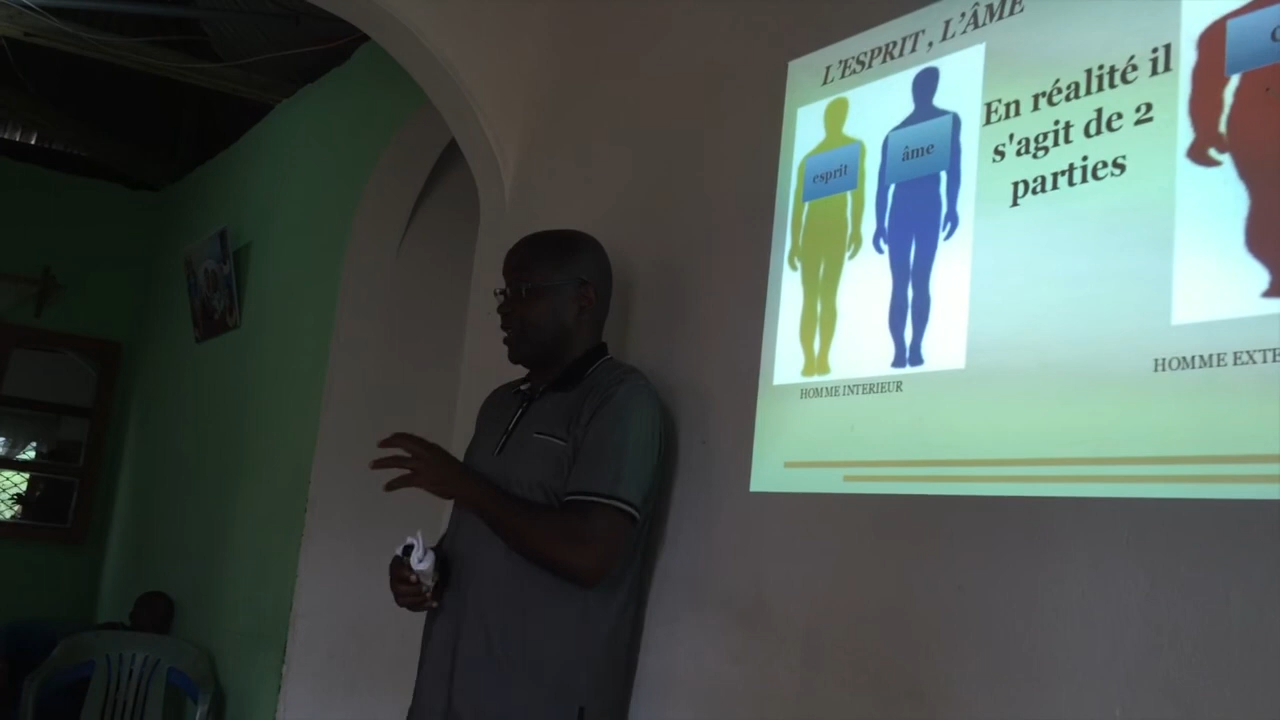 L'ESPRIT , L'ÂME
En réalité il
s'agit de 2
parties
esprit
âme
HOMME INTERIEUR